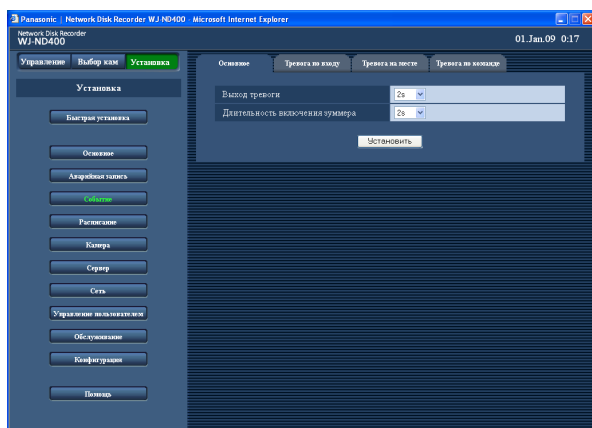 Panasonic | Network Disk Recorder WJ-ND400 - Microsoft Internet Explorer
Network Disk Recorder
WJ-ND400
01.Jan.09 0:17
Управление Выбор кам Установка
Основное Тревога по входу Тревога на месте Тревога по команде
Установка
Выход тревоги 2s
Длительность включения зуммера 2s
Установить
Быстрая установка
Основное
Аварийная запись
Событие
Расписание
Камера
Сервер
Сеть
Управление пользователем
Обслуживание
Конфигурация
Помощь